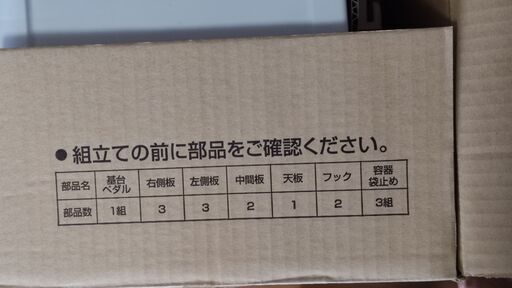 ● 組立ての前に部品をご確認ください。
部品名 基台ペダル 右側板 左側板 中間板 天板 フック 容器袋止め
部品数 1組 3 3 2 1 2 3組